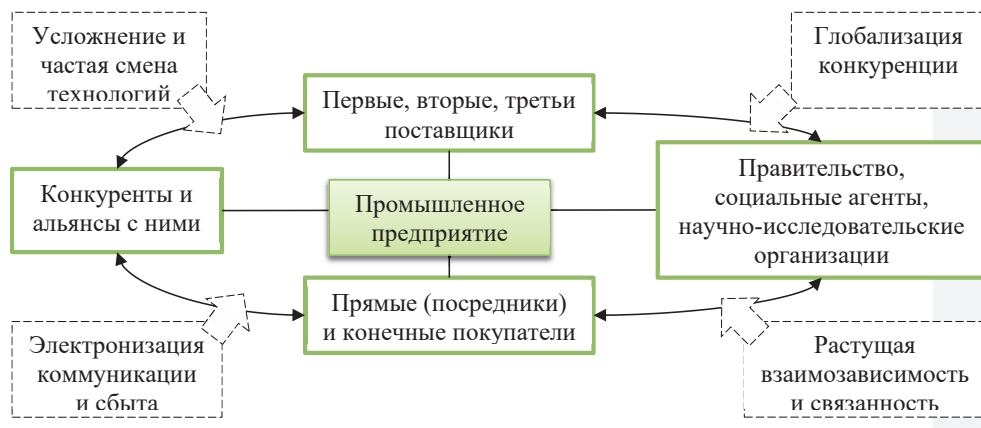 Усложнение и
частая смена
технологий
Глобализация
конкуренции
Первые, вторые, третьи
поставщики
Конкуренты и
альянсы с ними
Промышленное
предприятие
Правительство,
социальные агенты,
научно-исследовательские
организации
Прямые (посредники)
и конечные покупатели
Электронизация
коммуникации
и сбыта
Растущая
взаимозависимость
и связанность